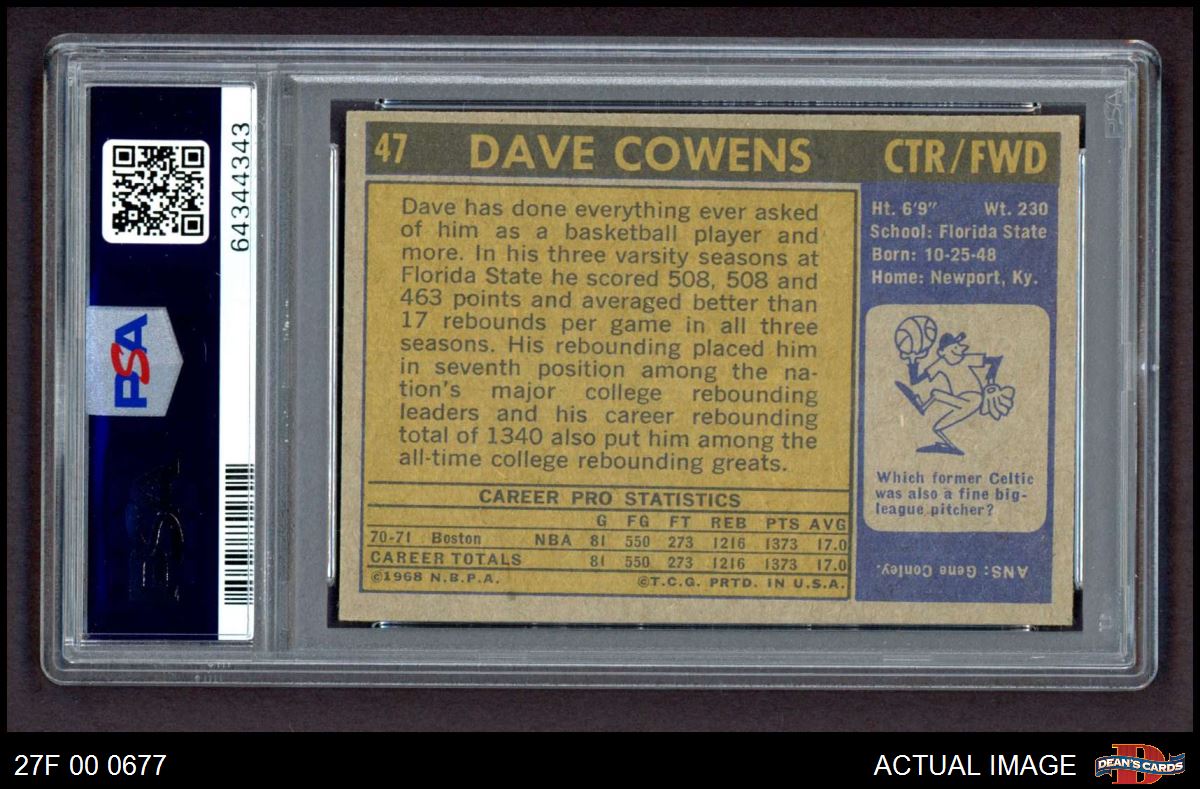 PSA
64344343
PSA
PSA
47 DAVE COWENS CTR/FWD
Dave has done everything ever asked
of him as a basketball player and
more. In his three varsity seasons at
Florida State he scored 508, 508 and
463 points and averaged better than
17 rebounds per game in all three
seasons. His rebounding placed him
in seventh position among the na-
tion's major college rebounding
leaders and his career rebounding
total of 1340 also put him among the
all-time college rebounding greats.
CAREER PRO STATISTICS
G FG FT REB PTS AVG
70-71 Boston NBA 81 550 273 1216 1373 17.0
CAREER TOTALS 81 550 273 1216 1373 17.0
©1968 N.B.P.A. ©T.C.G. PRTD. IN U.S.A.
Ht. 6'9" Wt. 230
School: Florida State
Born: 10-25-48
Home: Newport, Ky.
Which former Celtic
was also a fine big-
league pitcher?
ANS: Gene Conley.
27F 00 0677 ACTUAL IMAGE DEAN'S CARDS